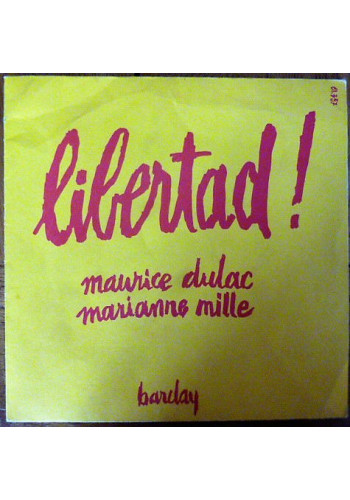 libertad !
maurice dulac
marianne mille
barclay